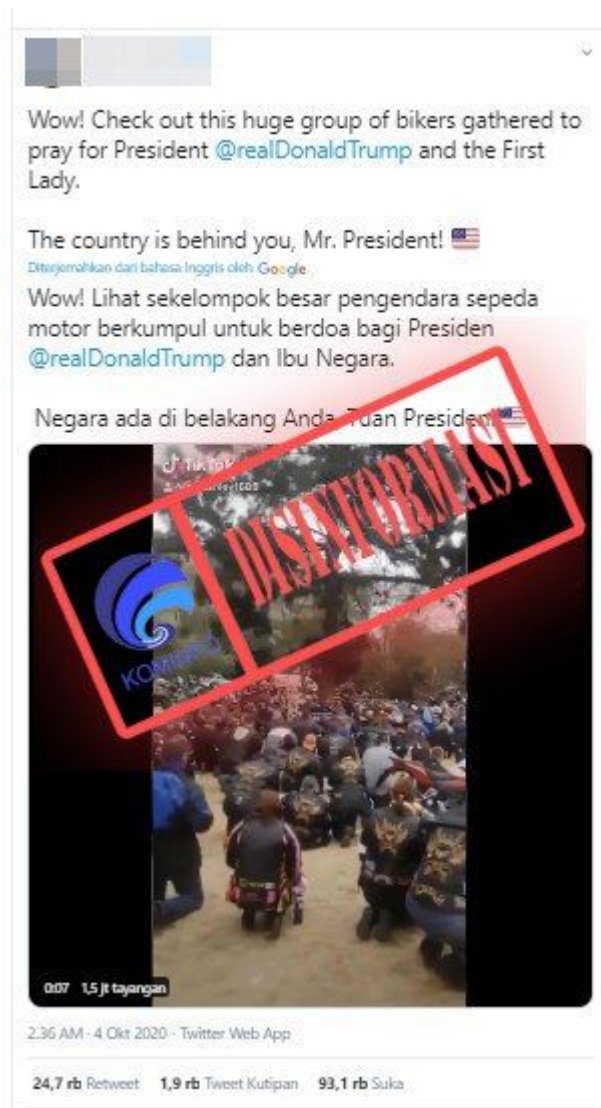 Wow! Check out this huge group of bikers gathered to
pray for President @realDonaldTrump and the First
Lady.
The country is behind you, Mr. President!
Diterjemahkan dari bahasa Inggris oleh Google
Wow! Lihat sekelompok besar pengendara sepeda
motor berkumpul untuk berdoa bagi Presiden
@realDonaldTrump dan Ibu Negara.
Negara ada di belakang Anda, Tuan Presiden!
TikTok
DISINFORMASI
KOMINFO
0:07 1,5 jt tayangan
2.36 AM · 4 Okt 2020 · Twitter Web App
24,7 rb Retweet 1,9 rb Tweet Kutipan 93,1 rb Suka